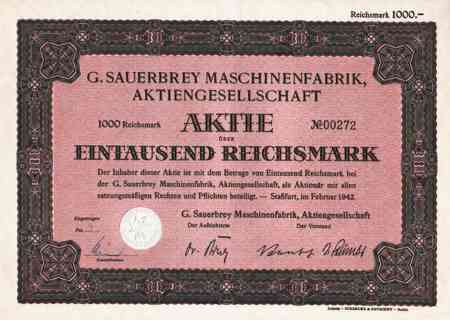 Reichsmark 1000.–
G. SAUERBREY MASCHINENFABRIK,
AKTIENGESELLSCHAFT
1000 Reichsmark AKTIE №00272
ÜBER
EINTAUSEND REICHSMARK
Der Inhaber dieser Aktie ist mit dem Betrage von Eintausend Reichsmark bei
der G. Sauerbrey Maschinenfabrik, Aktiengesellschaft, als Aktionär mit allen
satzungsmäßigen Rechten und Pflichten beteiligt. — Staßfurt, im Februar 1942.
Eingetragen
G. Sauerbrey Maschinenfabrik, Aktiengesellschaft
Der Aufsichtsrat Der Vorstand